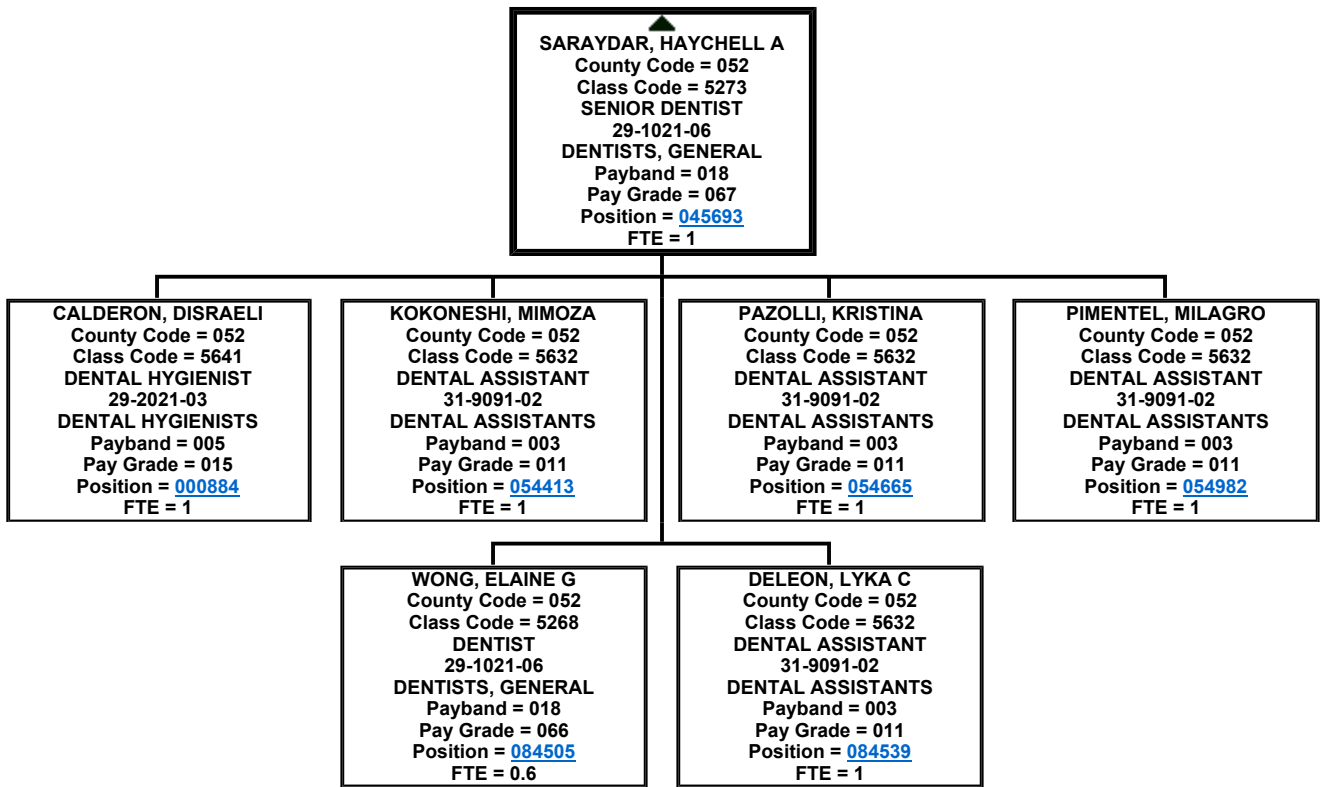 SARAYDAR, HAYCHELL A
County Code = 052
Class Code = 5273
SENIOR DENTIST
29-1021-06
DENTISTS, GENERAL
Payband = 018
Pay Grade = 067
Position = 045693
FTE = 1
CALDERON, DISRAELI
County Code = 052
Class Code = 5641
DENTAL HYGIENIST
29-2021-03
DENTAL HYGIENISTS
Payband = 005
Pay Grade = 015
Position = 000884
FTE = 1
KOKONESHI, MIMOZA
County Code = 052
Class Code = 5632
DENTAL ASSISTANT
31-9091-02
DENTAL ASSISTANTS
Payband = 003
Pay Grade = 011
Position = 054413
FTE = 1
PAZOLLI, KRISTINA
County Code = 052
Class Code = 5632
DENTAL ASSISTANT
31-9091-02
DENTAL ASSISTANTS
Payband = 003
Pay Grade = 011
Position = 054665
FTE = 1
PIMENTEL, MILAGRO
County Code = 052
Class Code = 5632
DENTAL ASSISTANT
31-9091-02
DENTAL ASSISTANTS
Payband = 003
Pay Grade = 011
Position = 054982
FTE = 1
WONG, ELAINE G
County Code = 052
Class Code = 5268
DENTIST
29-1021-06
DENTISTS, GENERAL
Payband = 018
Pay Grade = 066
Position = 084505
FTE = 0.6
DELEON, LYKA C
County Code = 052
Class Code = 5632
DENTAL ASSISTANT
31-9091-02
DENTAL ASSISTANTS
Payband = 003
Pay Grade = 011
Position = 084539
FTE = 1